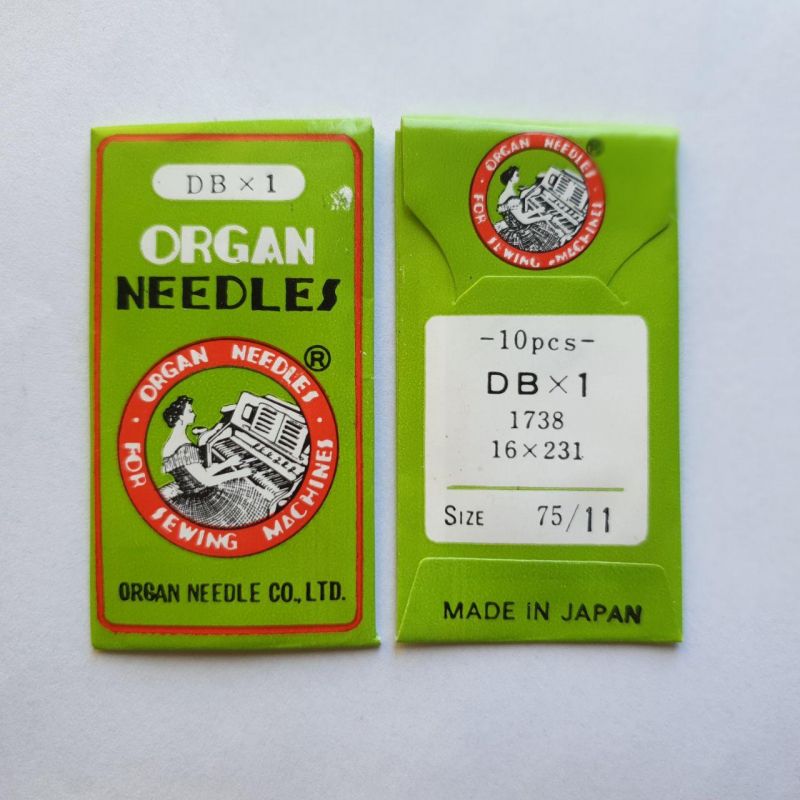 DB×1
ORGAN
NEEDLES
®
ORGAN NEEDLES
FOR SEWING MACHINES
ORGAN NEEDLE CO., LTD.
ORGAN NEEDLES
®
FOR SEWING MACHINES
-10pcs-
DB×1
1738
16×231
SIZE 75/11
MADE IN JAPAN